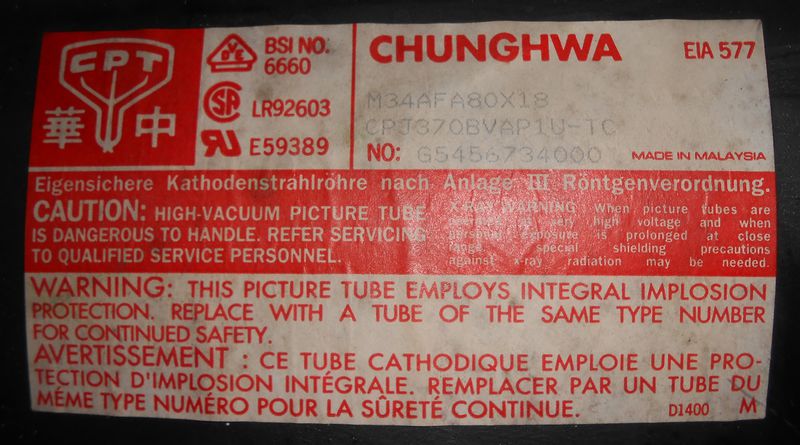 CPT
華 中
BSI NO:
6660
LR92603
E59389
CHUNGHWA
EIA 577
M34AFA80X18
CPJ370BVAP1U-TC
NO: G5456734000
MADE IN MALAYSIA
Eigensichere Kathodenstrahlröhre nach Anlage III Röntgenverordnung.
CAUTION: HIGH-VACUUM PICTURE TUBE
IS DANGEROUS TO HANDLE. REFER SERVICING
TO QUALIFIED SERVICE PERSONNEL.
X-RAY WARNING When picture tubes are
operated at very high voltage and when
personal exposure is prolonged at close
range, special shielding precautions
against x-ray radiation may be needed.
WARNING: THIS PICTURE TUBE EMPLOYS INTEGRAL IMPLOSION
PROTECTION. REPLACE WITH A TUBE OF THE SAME TYPE NUMBER
FOR CONTINUED SAFETY.
AVERTISSEMENT : CE TUBE CATHODIQUE EMPLOIE UNE PRO-
TECTION D'IMPLOSION INTÉGRALE. REMPLACER PAR UN TUBE DU
MÊME TYPE NUMÉRO POUR LA SÛRETÉ CONTINUE.
D1400 M